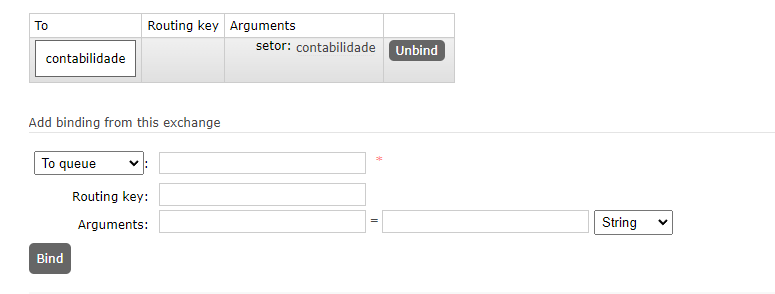 To Routing key Arguments
contabilidade setor: contabilidade Unbind
Add binding from this exchange
To queue : *
Routing key:
Arguments: = String
Bind